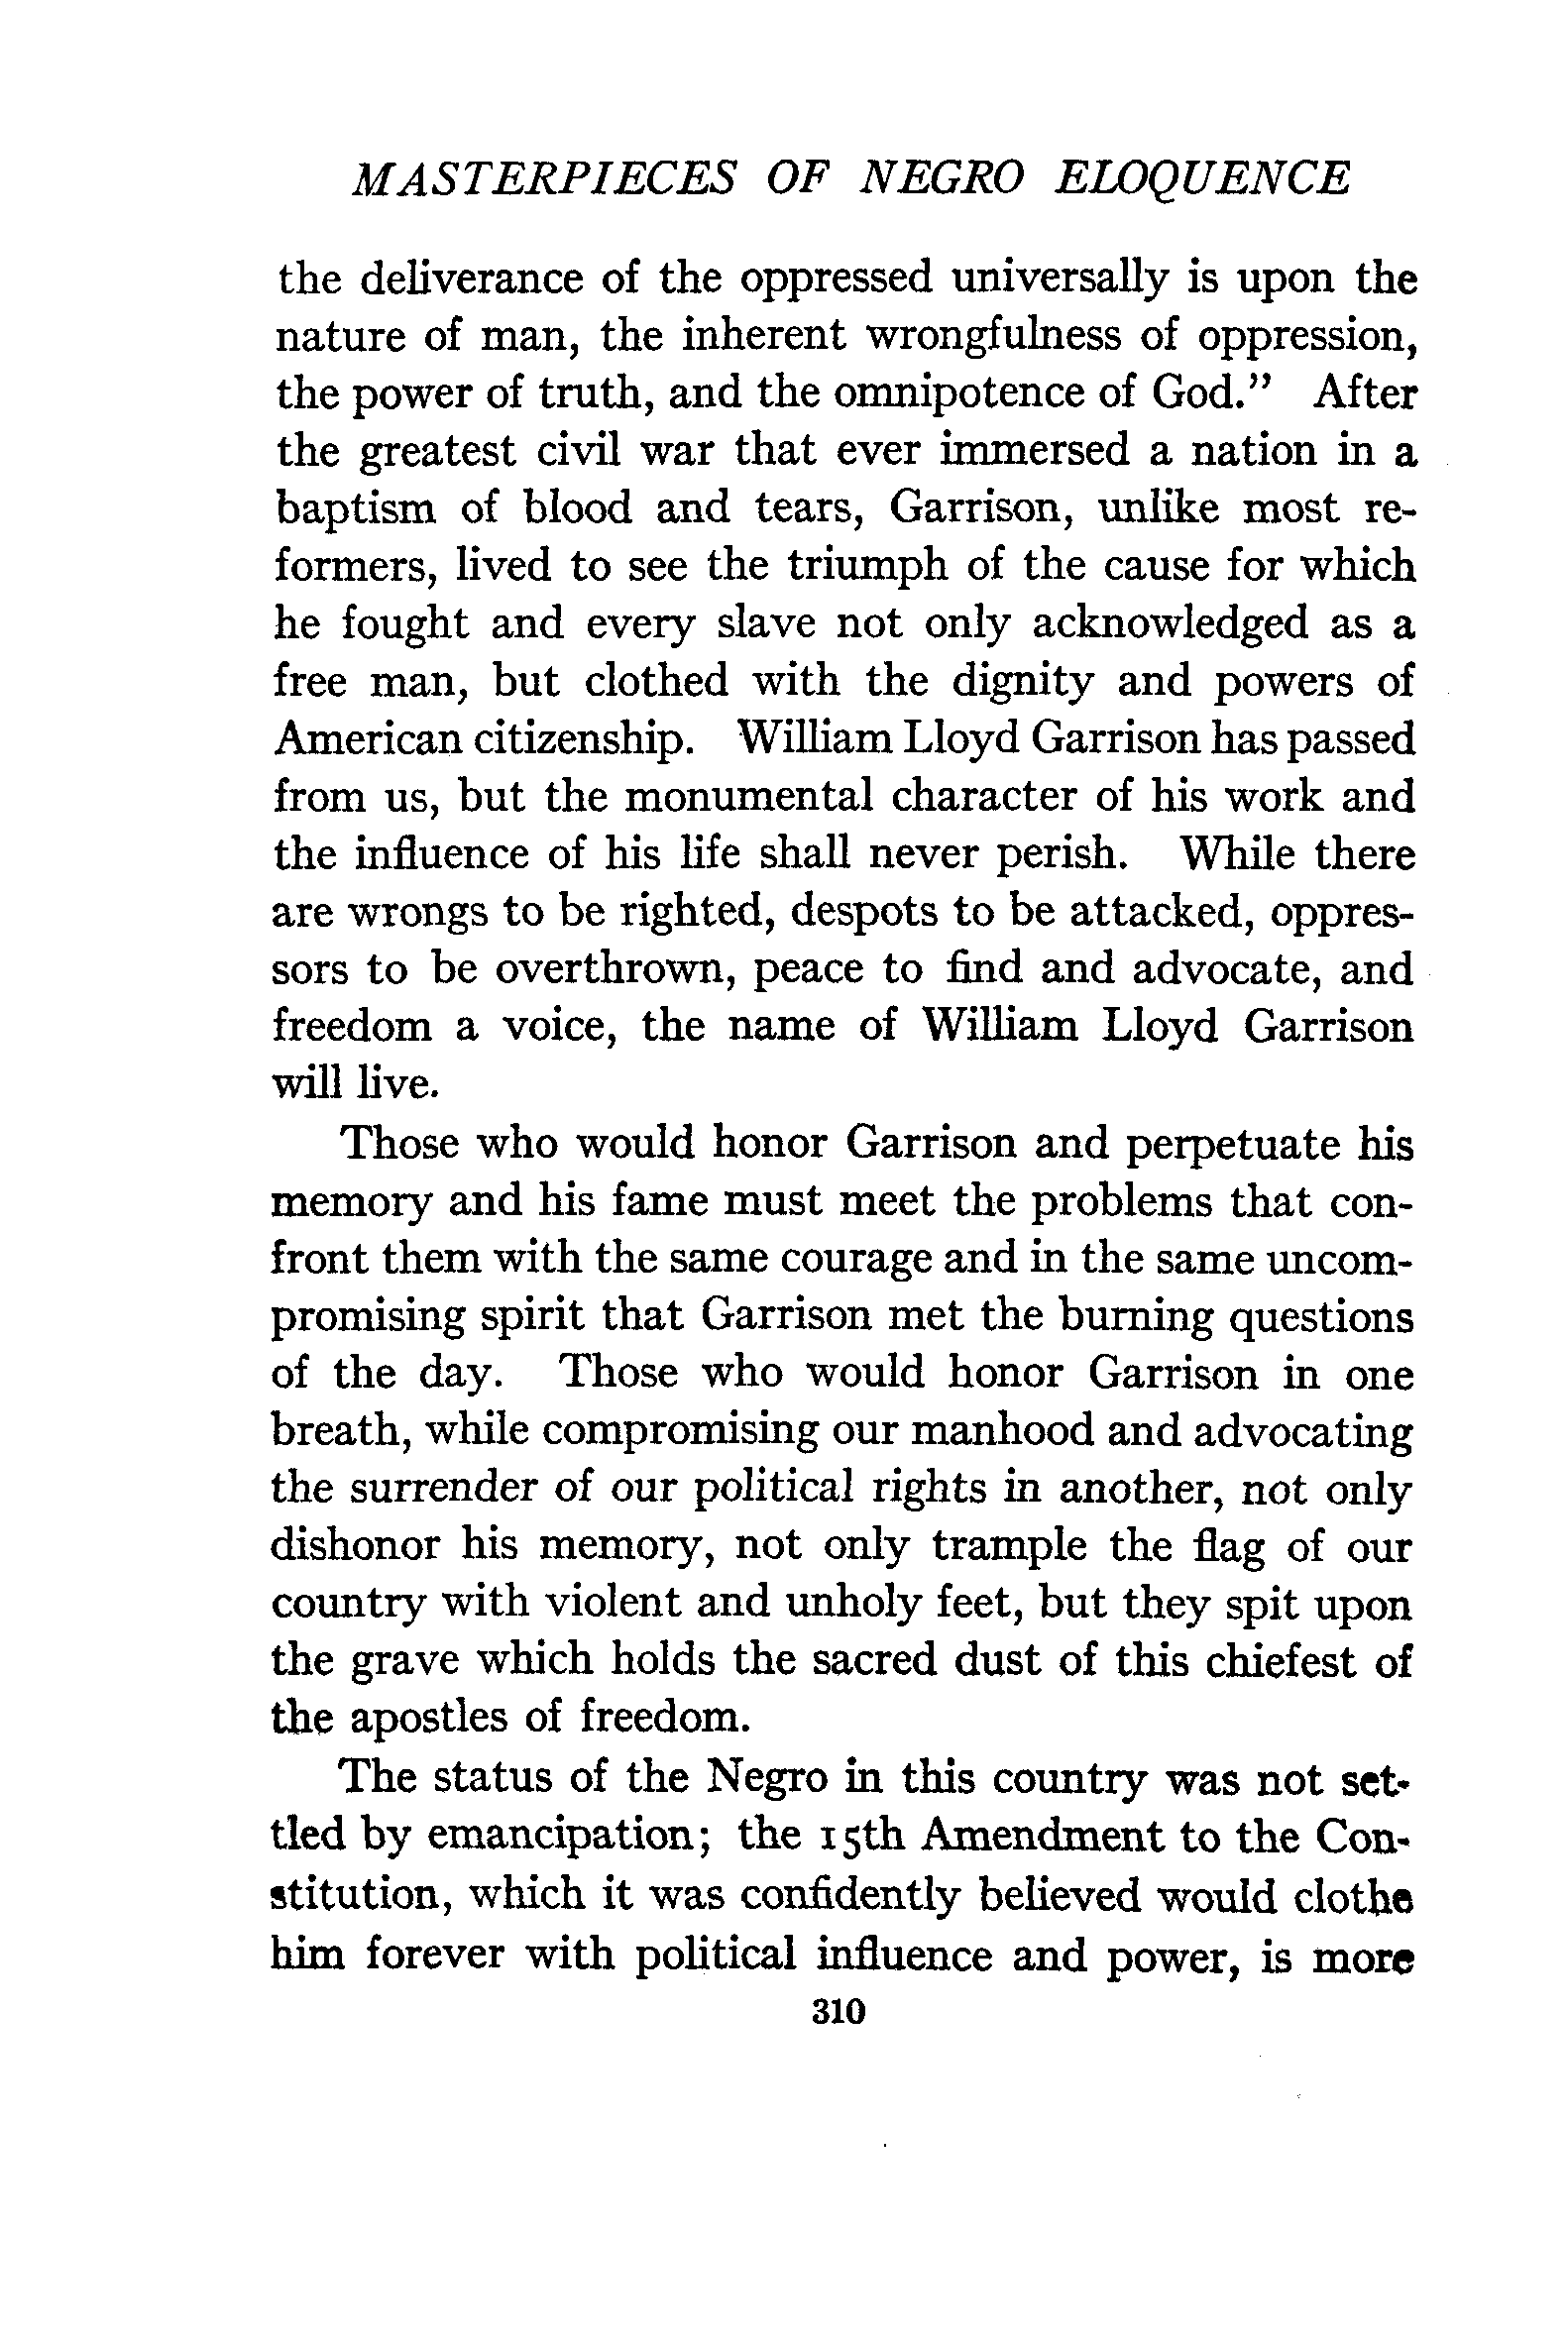 MASTERPIECES OF NEGRO ELOQUENCE
the deliverance of the oppressed universally is upon the
nature of man, the inherent wrongfulness of oppression,
the power of truth, and the omnipotence of God.” After
the greatest civil war that ever immersed a nation in a
baptism of blood and tears, Garrison, unlike most re-
formers, lived to see the triumph of the cause for which
he fought and every slave not only acknowledged as a
free man, but clothed with the dignity and powers of
American citizenship. William Lloyd Garrison has passed
from us, but the monumental character of his work and
the influence of his life shall never perish. While there
are wrongs to be righted, despots to be attacked, oppres-
sors to be overthrown, peace to find and advocate, and
freedom a voice, the name of William Lloyd Garrison
will live.
Those who would honor Garrison and perpetuate his
memory and his fame must meet the problems that con-
front them with the same courage and in the same uncom-
promising spirit that Garrison met the burning questions
of the day. Those who would honor Garrison in one
breath, while compromising our manhood and advocating
the surrender of our political rights in another, not only
dishonor his memory, not only trample the flag of our
country with violent and unholy feet, but they spit upon
the grave which holds the sacred dust of this chiefest of
the apostles of freedom.
The status of the Negro in this country was not set-
tled by emancipation; the 15th Amendment to the Con-
stitution, which it was confidently believed would clothe
him forever with political influence and power, is more
310